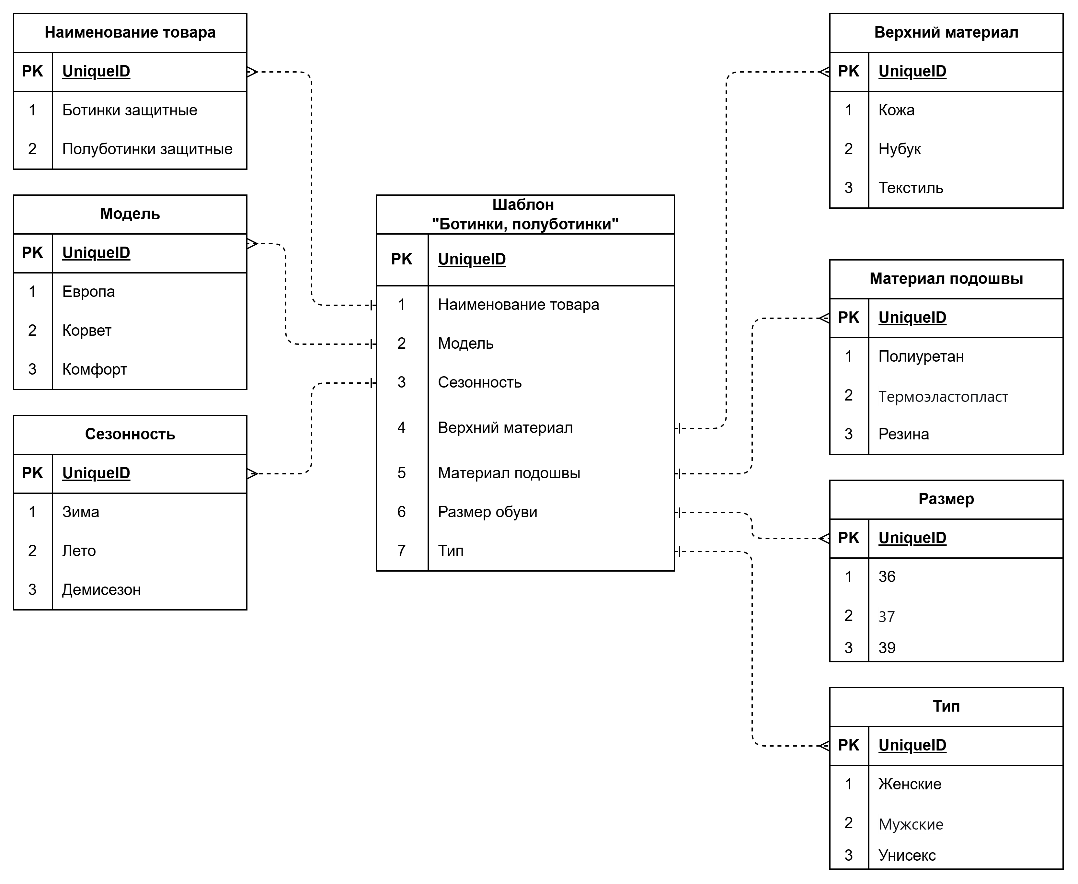 Наименование товара
PK UniqueID
1 Ботинки защитные
2 Полуботинки защитные
Модель
PK UniqueID
1 Европа
2 Корвет
3 Комфорт
Сезонность
PK UniqueID
1 Зима
2 Лето
3 Демисезон
Шаблон
"Ботинки, полуботинки"
PK UniqueID
1 Наименование товара
2 Модель
3 Сезонность
4 Верхний материал
5 Материал подошвы
6 Размер обуви
7 Тип
Верхний материал
PK UniqueID
1 Кожа
2 Нубук
3 Текстиль
Материал подошвы
PK UniqueID
1 Полиуретан
2 Термоэластопласт
3 Резина
Размер
PK UniqueID
1 36
2 37
3 39
Тип
PK UniqueID
1 Женские
2 Мужские
3 Унисекс